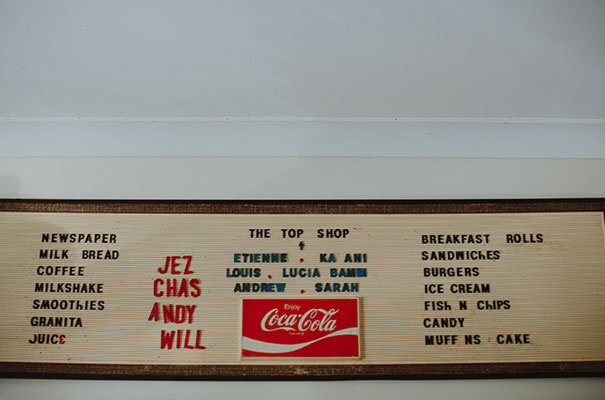 NEWSPAPER
MILK BREAD
COFFEE
MILKSHAKE
SMOOTHIES
GRANITA
JUICE
JEZ
CHAS
ANDY
WILL
THE TOP SHOP
ETIENNE . KA ANI
LOUIS . LUCIA BAMM
ANDREW . SARAH
Enjoy
Coca-Cola
BREAKFAST ROLLS
SANDWICHES
BURGERS
ICE CREAM
FISH N CHIPS
CANDY
MUFF NS CAKE